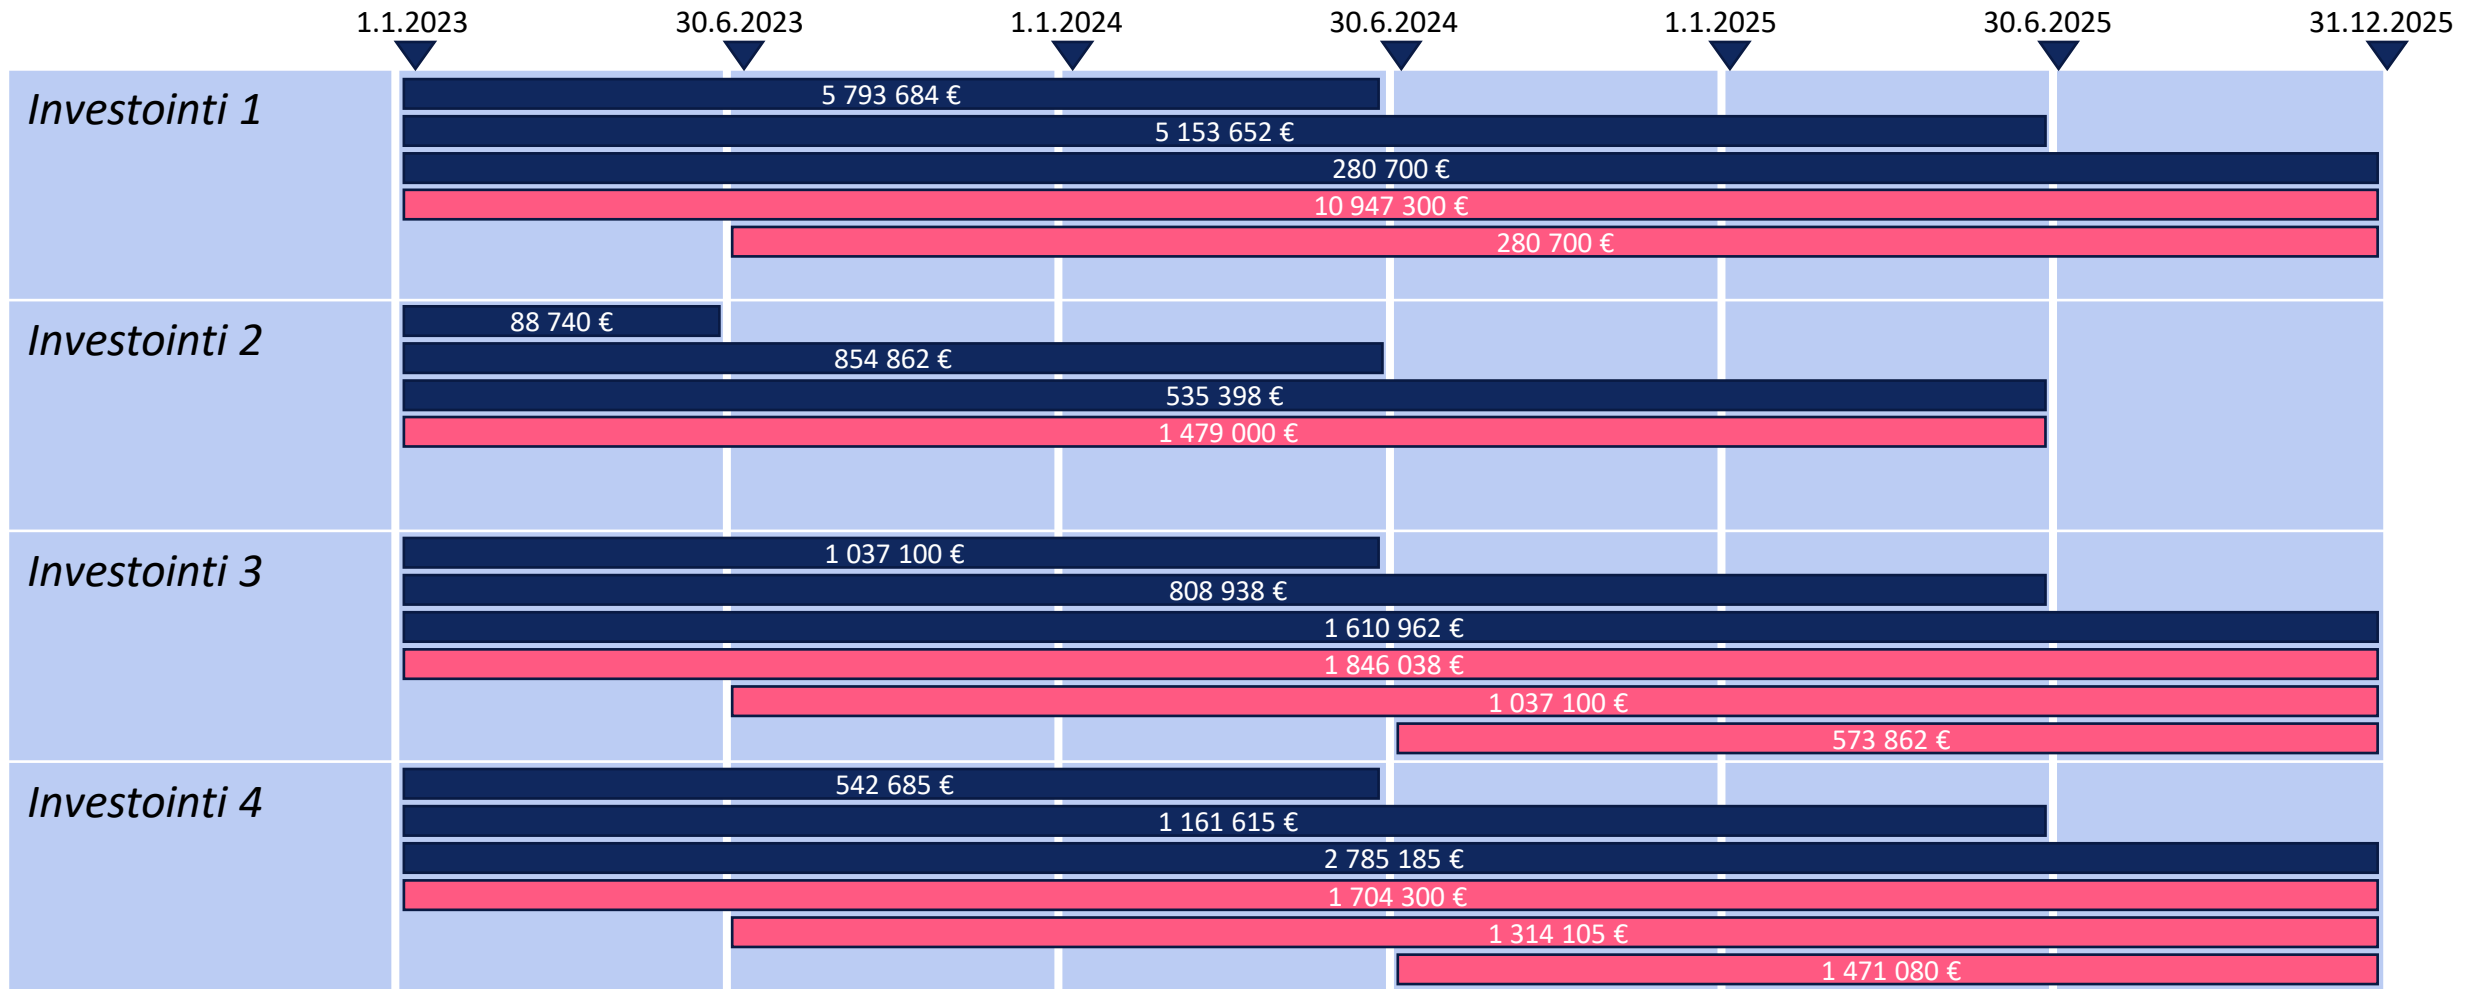 1.1.2023 30.6.2023 1.1.2024 30.6.2024 1.1.2025 30.6.2025 31.12.2025
Investointi 1
5 793 684 €
5 153 652 €
280 700 €
10 947 300 €
280 700 €
Investointi 2
88 740 €
854 862 €
535 398 €
1 479 000 €
Investointi 3
1 037 100 €
808 938 €
1 610 962 €
1 846 038 €
1 037 100 €
573 862 €
Investointi 4
542 685 €
1 161 615 €
2 785 185 €
1 704 300 €
1 314 105 €
1 471 080 €